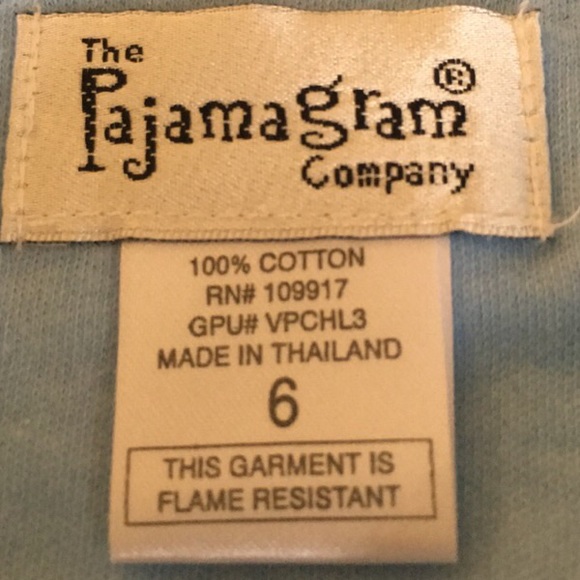 The
Pajamagram®
Company
100% COTTON
RN# 109917
GPU# VPCHL3
MADE IN THAILAND
6
THIS GARMENT IS
FLAME RESISTANT